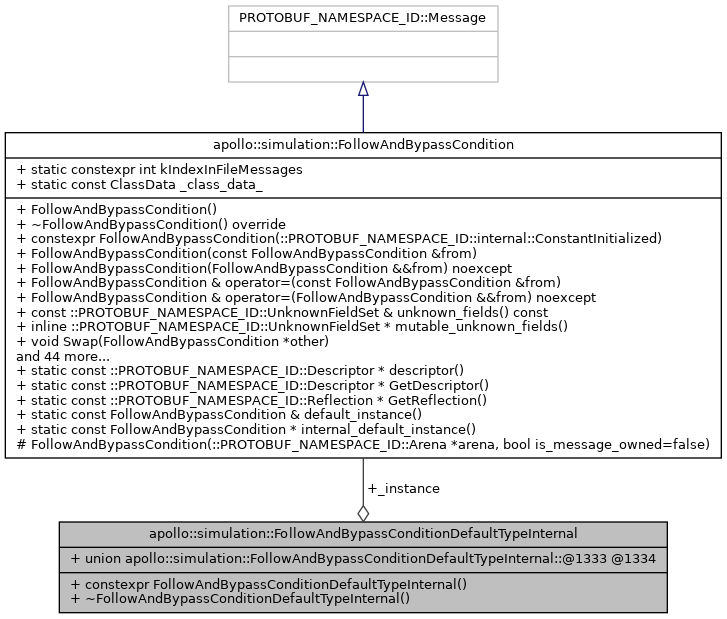 PROTOBUF_NAMESPACE_ID::Message
apollo::simulation::FollowAndBypassCondition
+ static constexpr int kIndexInFileMessages
+ static const ClassData _class_data_
+ FollowAndBypassCondition()
+ ~FollowAndBypassCondition() override
+ constexpr FollowAndBypassCondition(::PROTOBUF_NAMESPACE_ID::internal::ConstantInitialized)
+ FollowAndBypassCondition(const FollowAndBypassCondition &from)
+ FollowAndBypassCondition(FollowAndBypassCondition &&from) noexcept
+ FollowAndBypassCondition & operator=(const FollowAndBypassCondition &from)
+ FollowAndBypassCondition & operator=(FollowAndBypassCondition &&from) noexcept
+ const ::PROTOBUF_NAMESPACE_ID::UnknownFieldSet & unknown_fields() const
+ inline ::PROTOBUF_NAMESPACE_ID::UnknownFieldSet * mutable_unknown_fields()
+ void Swap(FollowAndBypassCondition *other)
and 44 more...
+ static const ::PROTOBUF_NAMESPACE_ID::Descriptor * descriptor()
+ static const ::PROTOBUF_NAMESPACE_ID::Descriptor * GetDescriptor()
+ static const ::PROTOBUF_NAMESPACE_ID::Reflection * GetReflection()
+ static const FollowAndBypassCondition & default_instance()
+ static const FollowAndBypassCondition * internal_default_instance()
# FollowAndBypassCondition(::PROTOBUF_NAMESPACE_ID::Arena *arena, bool is_message_owned=false)
+_instance
apollo::simulation::FollowAndBypassConditionDefaultTypeInternal
+ union apollo::simulation::FollowAndBypassConditionDefaultTypeInternal::@1333 @1334
+ constexpr FollowAndBypassConditionDefaultTypeInternal()
+ ~FollowAndBypassConditionDefaultTypeInternal()